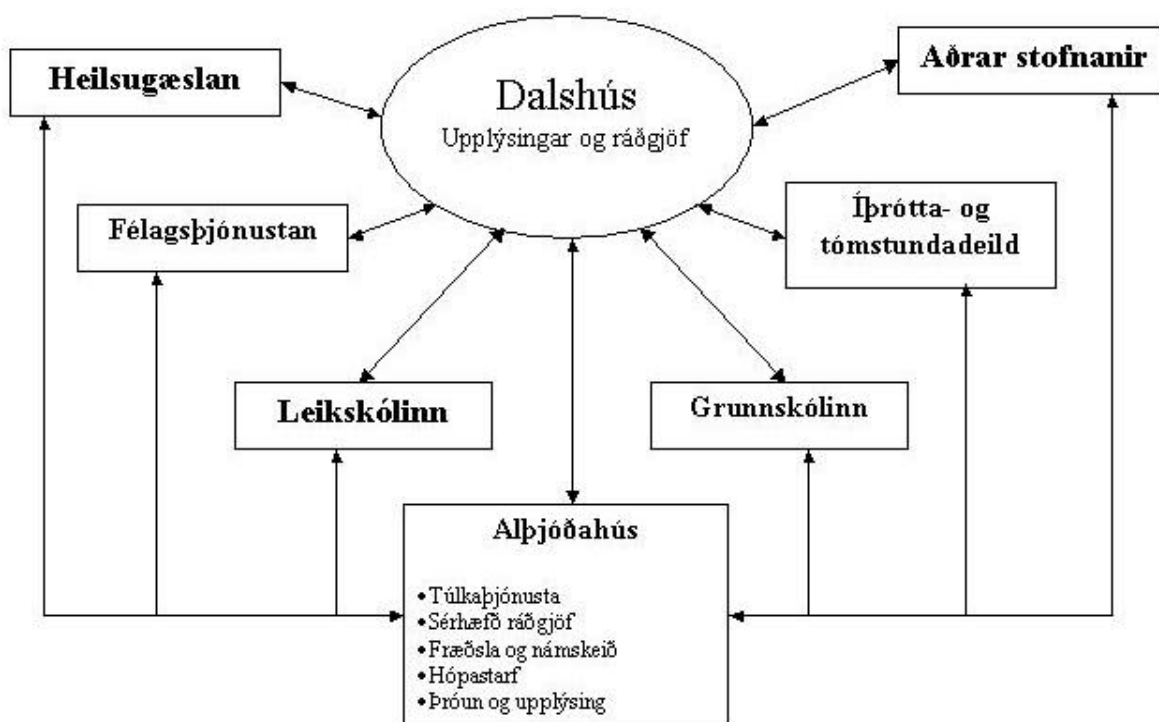 Heilsugæslan
Dalshús
Upplýsingar og ráðgjöf
Aðrar stofnanir
Félagsþjónustan
Íþrótta- og
tómstundadeild
Leikskólinn
Grunnskólinn
Alþjóðahús
•Túlkaþjónusta
•Sérhæfð ráðgjöf
•Fræðsla og námskeið
•Hópastarf
•Þróun og upplýsing